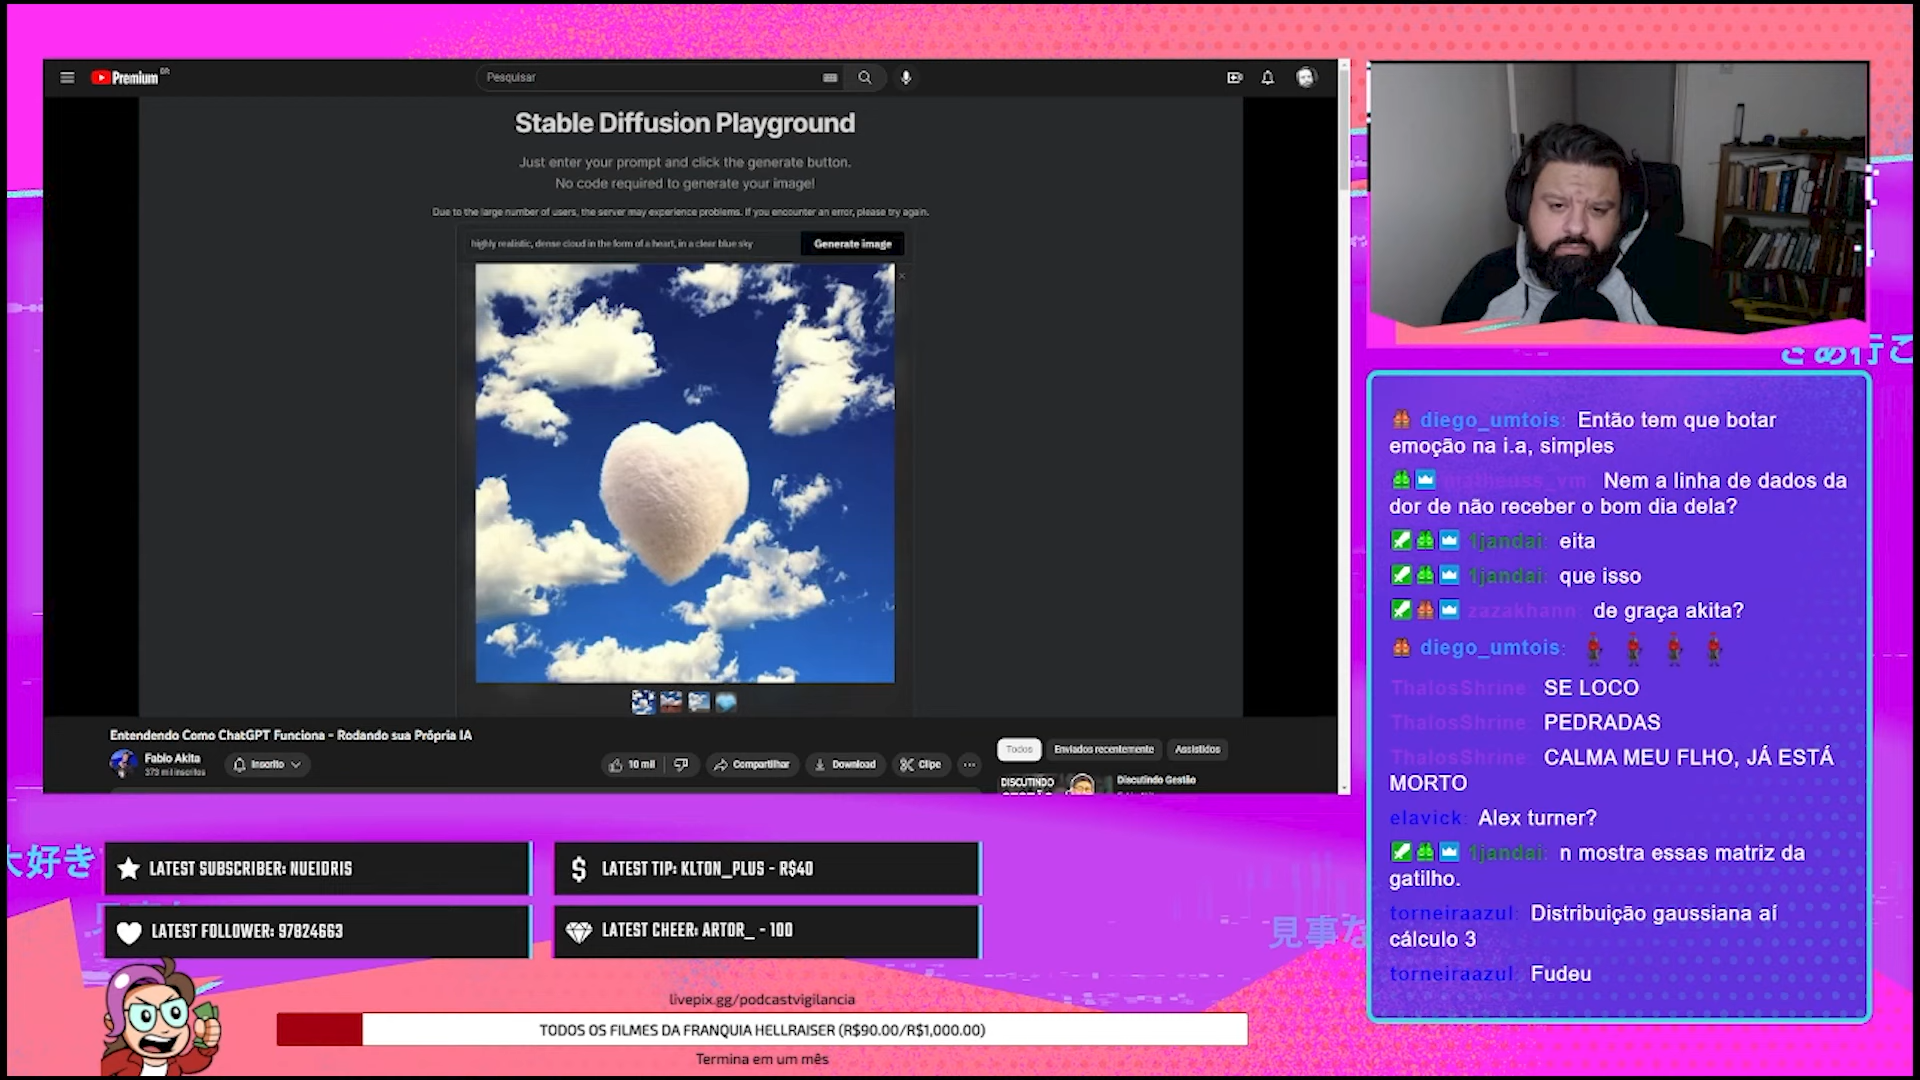 Premium BR
Pesquisar
Stable Diffusion Playground
Just enter your prompt and click the generate button.
No code required to generate your image!
Due to the large number of users, the server may experience problems. If you encounter an error, please try again.
highly realistic, dense cloud in the form of a heart, in a clear blue sky
Generate image
Entendendo Como ChatGPT Funciona - Rodando sua Própria IA
Fabio Akita
373 mil inscritos
Inscrito
10 mil
Compartilhar
Download
Clipe
Todos
Enviados recentemente
Assistidos
DISCUTINDO
Discutindo Gestão
diego_umtois: Então tem que botar
emoção na i.a, simples
matheuss_vm: Nem a linha de dados da
dor de não receber o bom dia dela?
1jandai: eita
1jandai: que isso
zazakhann: de graça akita?
diego_umtois:
ThalosShrine: SE LOCO
ThalosShrine: PEDRADAS
ThalosShrine: CALMA MEU FLHO, JÁ ESTÁ
MORTO
elavick: Alex turner?
1jandai: n mostra essas matriz da
gatilho.
torneiraazul: Distribuição gaussiana aí
cálculo 3
torneiraazul: Fudeu
大好き
見事な
LATEST SUBSCRIBER: NUEIDRIS
LATEST TIP: KLTON_PLUS - R$40
LATEST FOLLOWER: 97824663
LATEST CHEER: ARTOR_ - 100
livepix.gg/podcastvigilancia
TODOS OS FILMES DA FRANQUIA HELLRAISER (R$90.00/R$1,000.00)
Termina em um mês